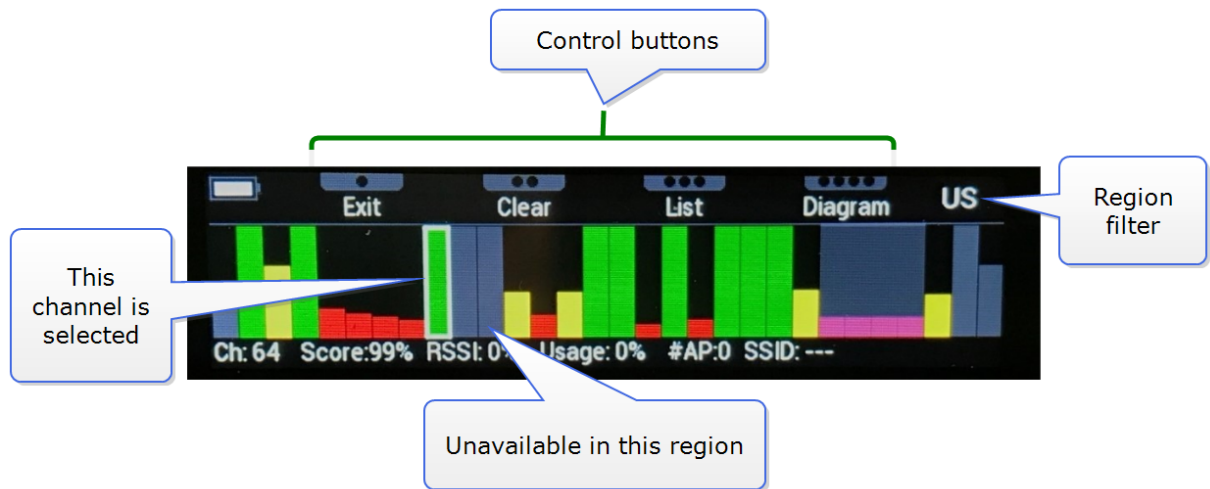 Control buttons
Exit
Clear
List
Diagram
US
Region
filter
This
channel is
selected
Ch: 64 Score:99% RSSI: 0% Usage: 0% #AP:0 SSID: ---
Unavailable in this region